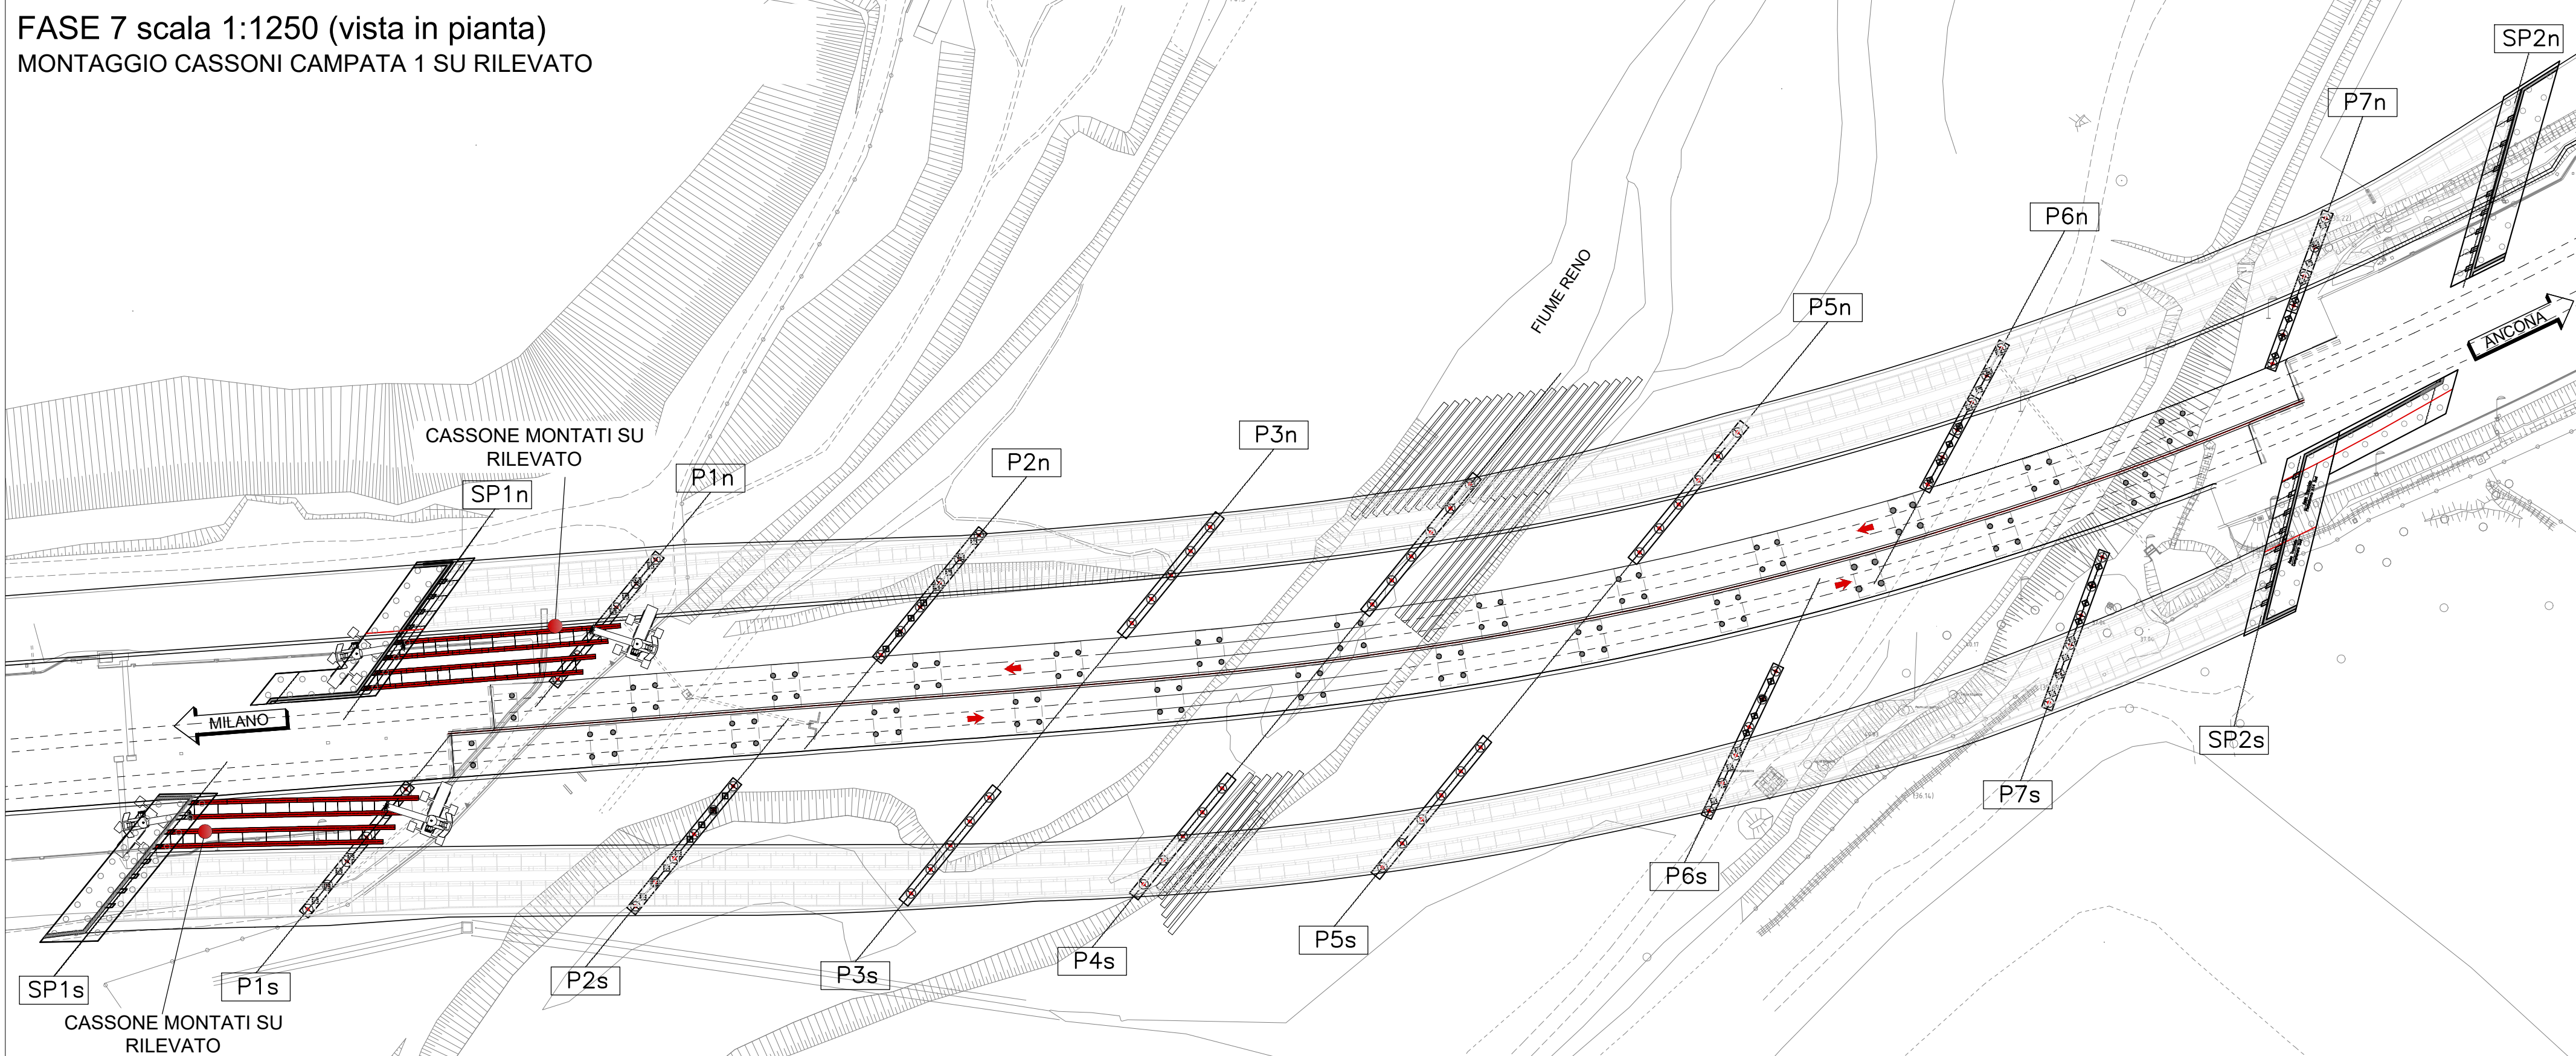 FASE 7 scala 1:1250 (vista in pianta)
MONTAGGIO CASSONI CAMPATA 1 SU RILEVATO
SP2n
P7n
P6n
ANCONA
FIUME RENO
P5n
CASSONE MONTATI SU
RILEVATO
P3n
P2n
P1n
SP1n
MILANO
SP2s
P7s
P6s
P5s
P4s
P3s
P2s
P1s
SP1s
CASSONE MONTATI SU
RILEVATO
(36.14)